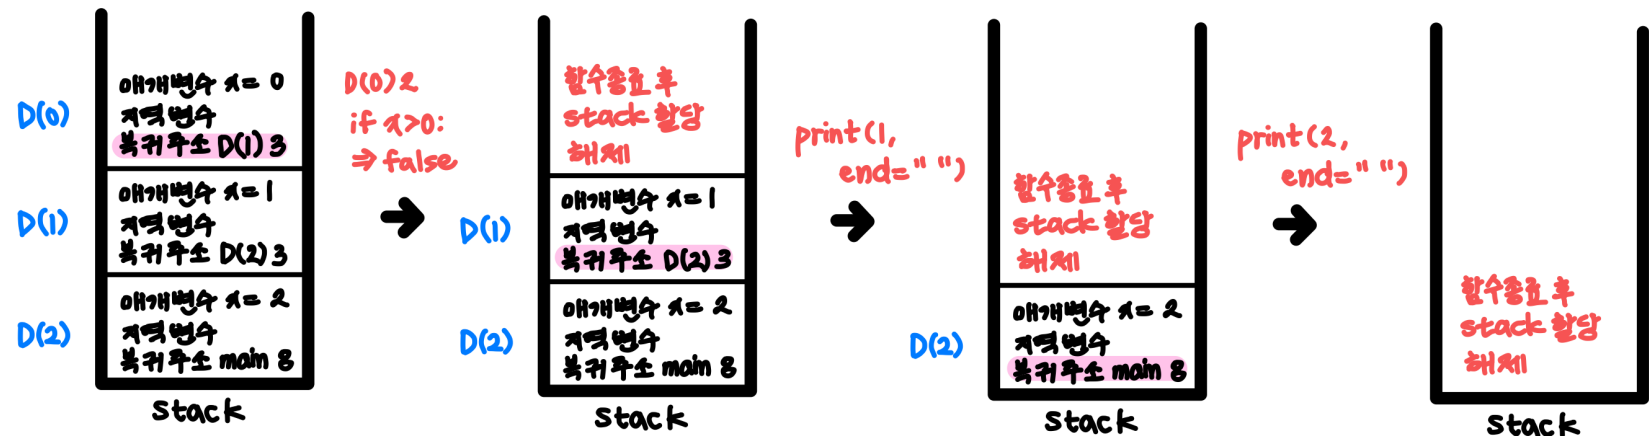 D(0)
매개변수 x= 0
지역변수
복귀주소 D(1) 3
D(1)
매개변수 x= 1
지역변수
복귀주소 D(2) 3
D(2)
매개변수 x= 2
지역변수
복귀주소 main 8
stack
D(0) 2
if x>0:
⇒ false
함수종료 후
stack 할당
해제
D(1)
매개변수 x= 1
지역변수
복귀주소 D(2) 3
D(2)
매개변수 x= 2
지역변수
복귀주소 main 8
stack
print(1,
end=" ")
함수종료 후
stack 할당
해제
D(2)
매개변수 x= 2
지역변수
복귀주소 main 8
stack
print(2,
end=" ")
함수종료 후
stack 할당
해제
stack